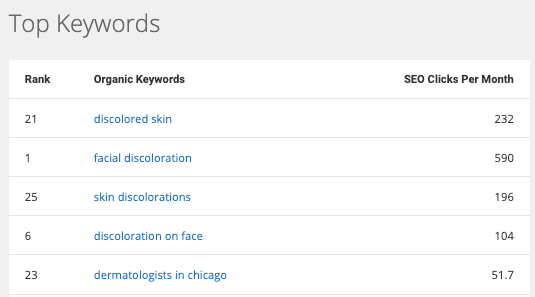 Top Keywords
Rank Organic Keywords SEO Clicks Per Month
21 discolored skin 232
1 facial discoloration 590
25 skin discolorations 196
6 discoloration on face 104
23 dermatologists in chicago 51.7